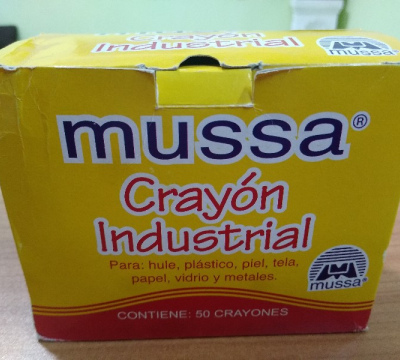 Crayón
Industrial
mussa
mussa®
Crayón
Industrial
Para: hule, plástico, piel, tela,
papel, vidrio y metales.
mussa®
CONTIENE: 50 CRAYONES